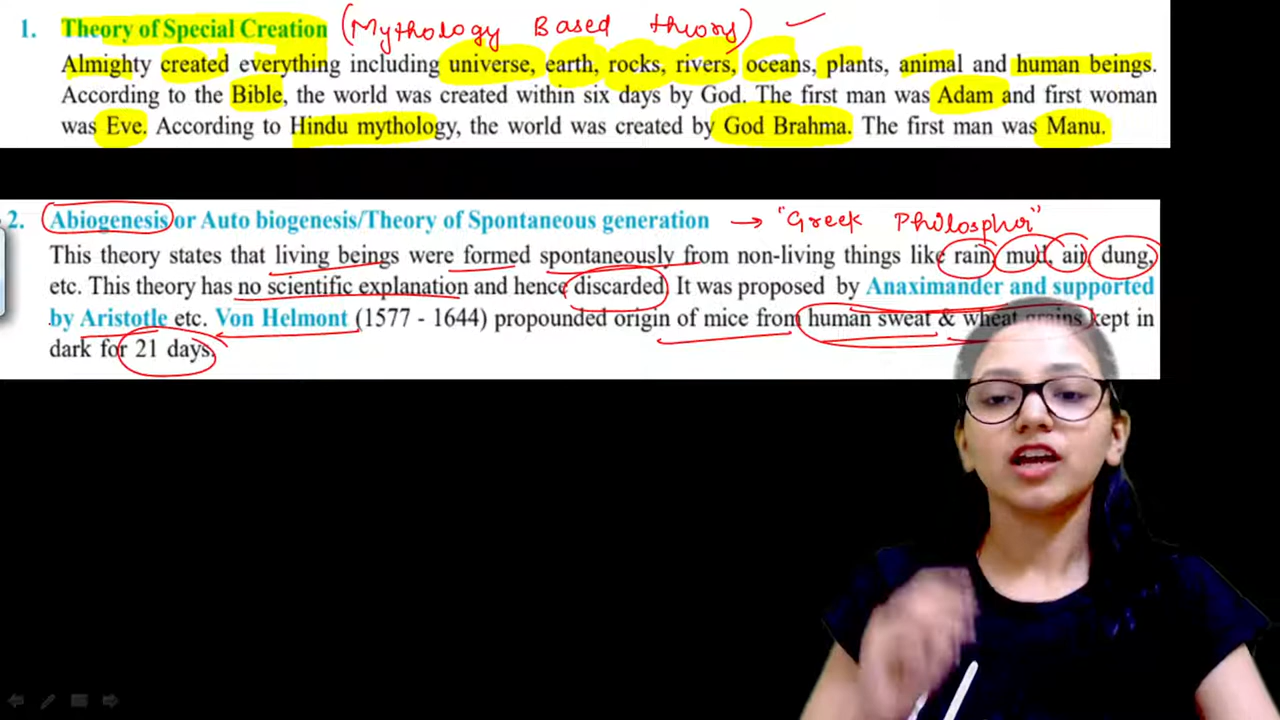 1. Theory of Special Creation (Mythology Based theory)
Almighty created everything including universe, earth, rocks, rivers, oceans, plants, animal and human beings.
According to the Bible, the world was created within six days by God. The first man was Adam and first woman
was Eve. According to Hindu mythology, the world was created by God Brahma. The first man was Manu.
2. Abiogenesis or Auto biogenesis/Theory of Spontaneous generation → "Greek Philosphor"
This theory states that living beings were formed spontaneously from non-living things like rain, mud, air, dung,
etc. This theory has no scientific explanation and hence discarded. It was proposed by Anaximander and supported
by Aristotle etc. Von Helmont (1577 - 1644) propounded origin of mice from human sweat & wheat grains kept in
dark for 21 days.